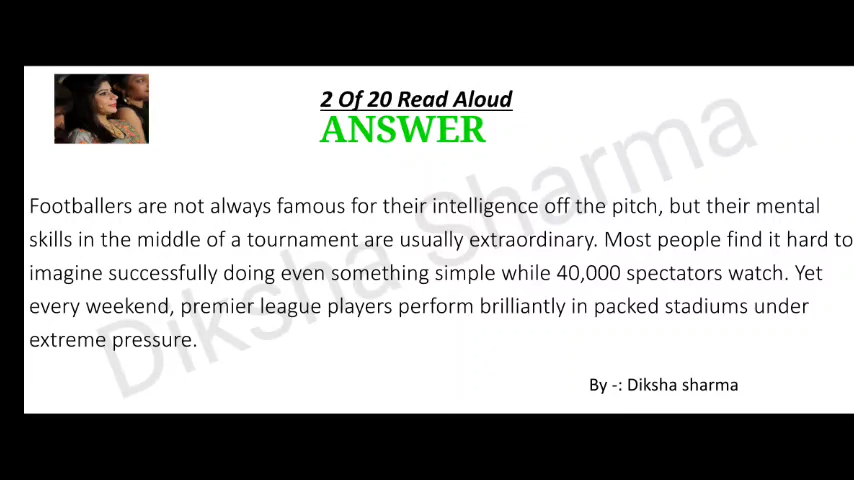 2 Of 20 Read Aloud
ANSWER
Footballers are not always famous for their intelligence off the pitch, but their mental
skills in the middle of a tournament are usually extraordinary. Most people find it hard to
imagine successfully doing even something simple while 40,000 spectators watch. Yet
every weekend, premier league players perform brilliantly in packed stadiums under
extreme pressure.
Diksha Sharma
By -: Diksha sharma